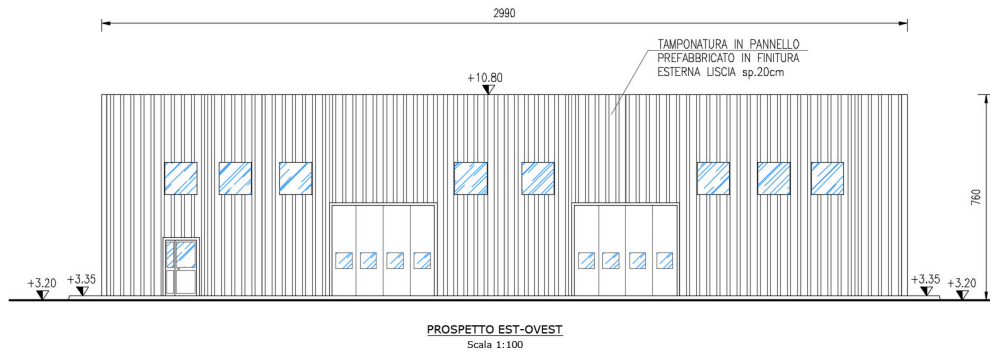 2990
TAMPONATURA IN PANNELLO
PREFABBRICATO IN FINITURA
ESTERNA LISCIA sp.20cm
+10.80
760
+3.20
+3.35
+3.35
+3.20
PROSPETTO EST-OVEST
Scala 1:100